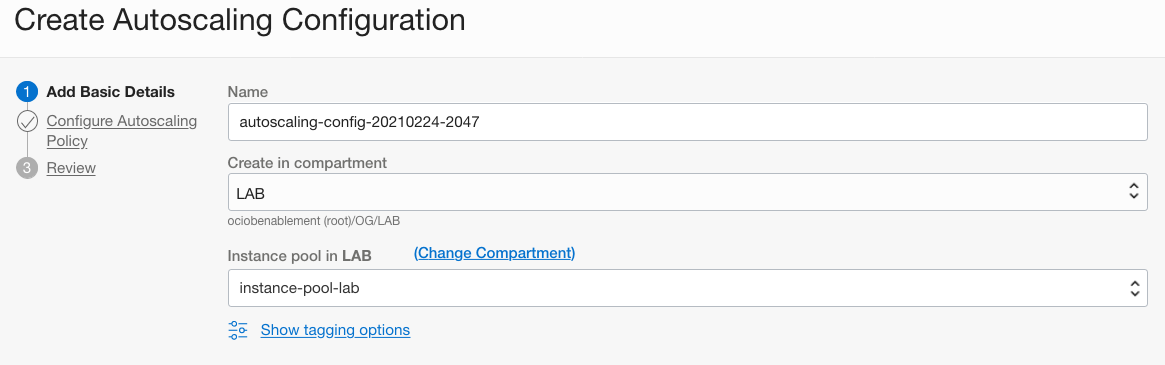 Create Autoscaling Configuration
1 Add Basic Details
Configure Autoscaling
Policy
3 Review
Name
autoscaling-config-20210224-2047
Create in compartment
LAB
ociobenablement (root)/OG/LAB
Instance pool in LAB (Change Compartment)
instance-pool-lab
Show tagging options